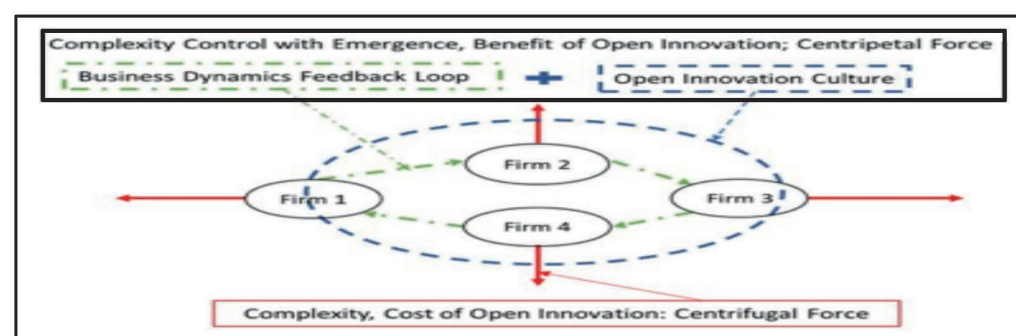 Complexity Control with Emergence, Benefit of Open Innovation; Centripetal Force
Business Dynamics Feedback Loop + Open Innovation Culture
Firm 2
Firm 1
Firm 3
Firm 4
Complexity, Cost of Open Innovation: Centrifugal Force